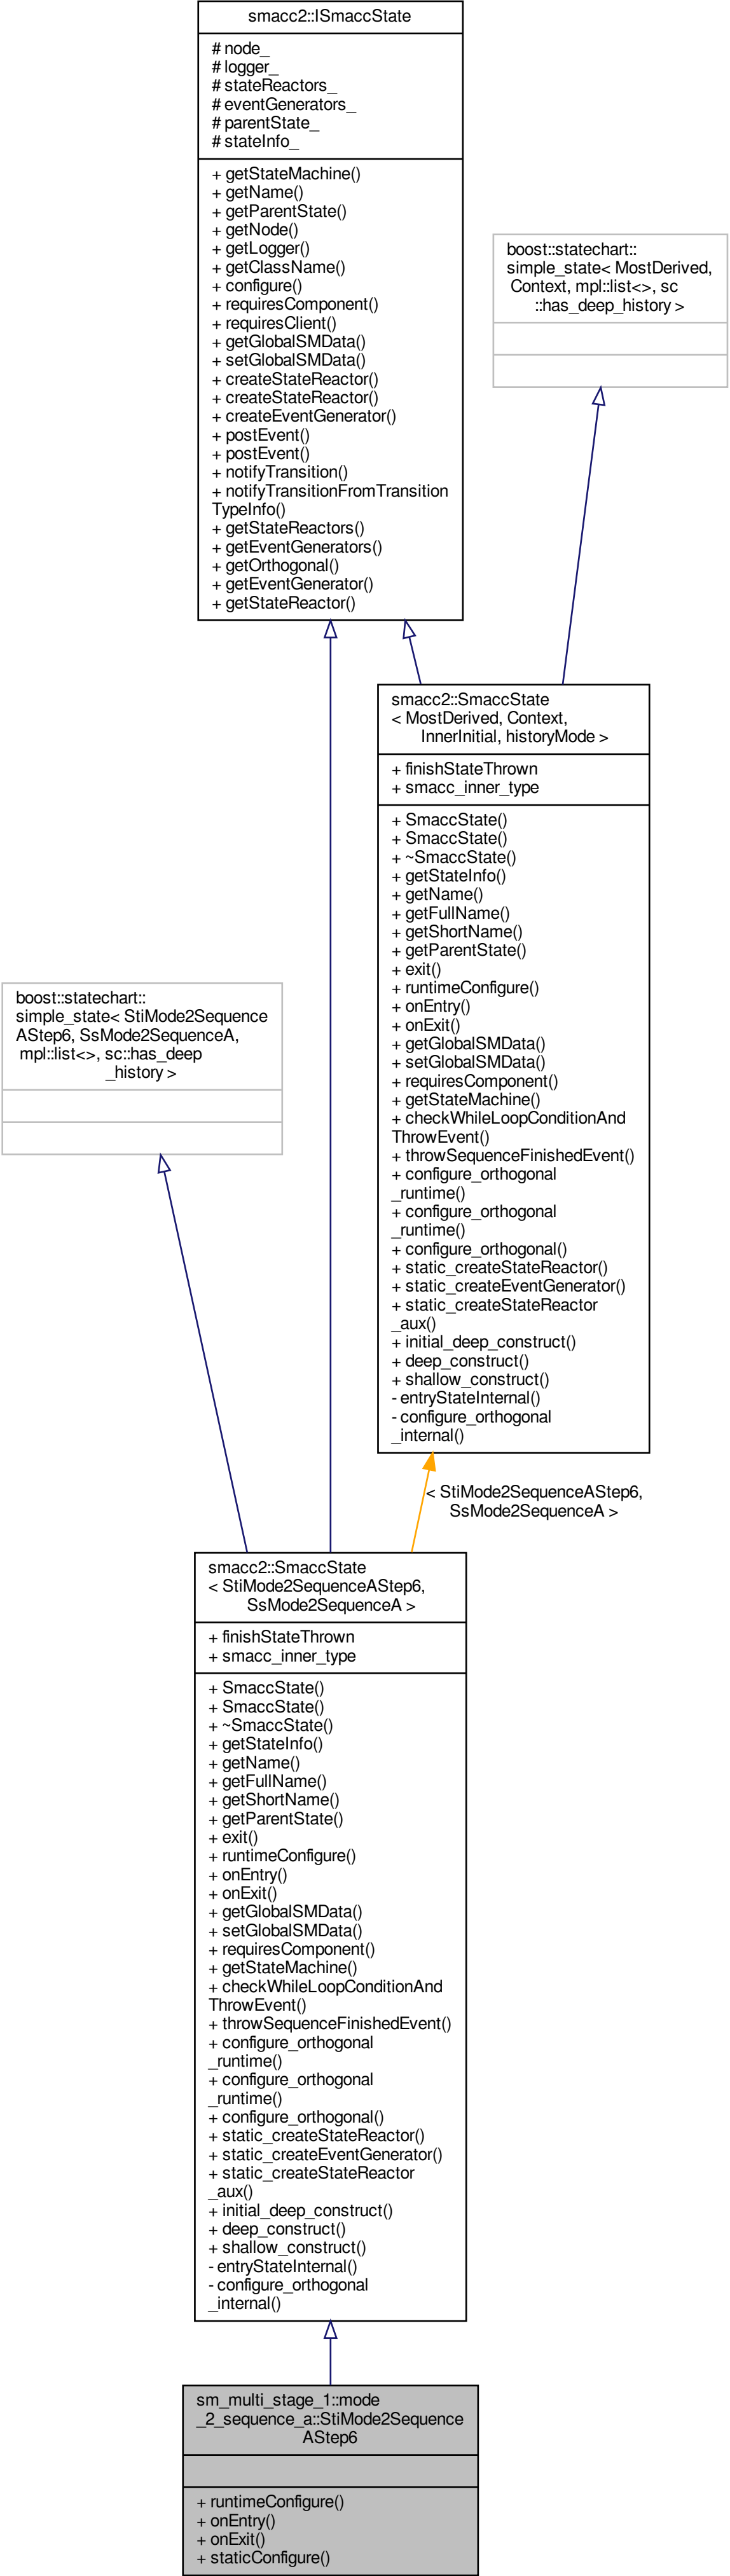 smacc2::ISmaccState
# node_
# logger_
# stateReactors_
# eventGenerators_
# parentState_
# stateInfo_
+ getStateMachine()
+ getName()
+ getParentState()
+ getNode()
+ getLogger()
+ getClassName()
+ configure()
+ requiresComponent()
+ requiresClient()
+ getGlobalSMData()
+ setGlobalSMData()
+ createStateReactor()
+ createStateReactor()
+ createEventGenerator()
+ postEvent()
+ postEvent()
+ notifyTransition()
+ notifyTransitionFromTransition
TypeInfo()
+ getStateReactors()
+ getEventGenerators()
+ getOrthogonal()
+ getEventGenerator()
+ getStateReactor()
boost::statechart::
simple_state< MostDerived,
Context, mpl::list<>, sc
::has_deep_history >
smacc2::SmaccState
< MostDerived, Context,
InnerInitial, historyMode >
+ finishStateThrown
+ smacc_inner_type
+ SmaccState()
+ SmaccState()
+ ~SmaccState()
+ getStateInfo()
+ getName()
+ getFullName()
+ getShortName()
+ getParentState()
+ exit()
+ runtimeConfigure()
+ onEntry()
+ onExit()
+ getGlobalSMData()
+ setGlobalSMData()
+ requiresComponent()
+ getStateMachine()
+ checkWhileLoopConditionAnd
ThrowEvent()
+ throwSequenceFinishedEvent()
+ configure_orthogonal
_runtime()
+ configure_orthogonal
_runtime()
+ configure_orthogonal()
+ static_createStateReactor()
+ static_createEventGenerator()
+ static_createStateReactor
_aux()
+ initial_deep_construct()
+ deep_construct()
+ shallow_construct()
- entryStateInternal()
- configure_orthogonal
_internal()
boost::statechart::
simple_state< StiMode2Sequence
AStep6, SsMode2SequenceA,
mpl::list<>, sc::has_deep
_history >
< StiMode2SequenceAStep6,
SsMode2SequenceA >
smacc2::SmaccState
< StiMode2SequenceAStep6,
SsMode2SequenceA >
+ finishStateThrown
+ smacc_inner_type
+ SmaccState()
+ SmaccState()
+ ~SmaccState()
+ getStateInfo()
+ getName()
+ getFullName()
+ getShortName()
+ getParentState()
+ exit()
+ runtimeConfigure()
+ onEntry()
+ onExit()
+ getGlobalSMData()
+ setGlobalSMData()
+ requiresComponent()
+ getStateMachine()
+ checkWhileLoopConditionAnd
ThrowEvent()
+ throwSequenceFinishedEvent()
+ configure_orthogonal
_runtime()
+ configure_orthogonal
_runtime()
+ configure_orthogonal()
+ static_createStateReactor()
+ static_createEventGenerator()
+ static_createStateReactor
_aux()
+ initial_deep_construct()
+ deep_construct()
+ shallow_construct()
- entryStateInternal()
- configure_orthogonal
_internal()
sm_multi_stage_1::mode
_2_sequence_a::StiMode2Sequence
AStep6
+ runtimeConfigure()
+ onEntry()
+ onExit()
+ staticConfigure()